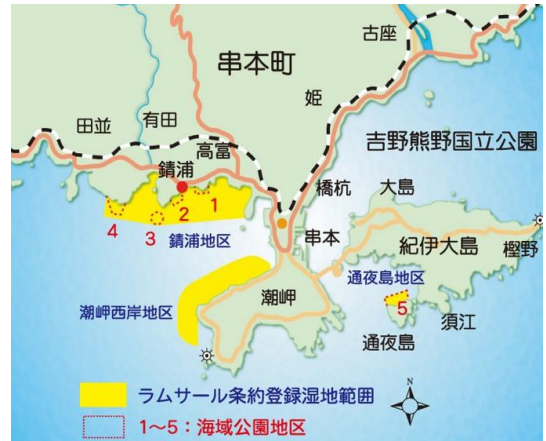 古座
串本町
姫
田並
有田
高富
吉野熊野国立公園
錆浦
橋杭
大島
1
2
3
4
錆浦地区
串本
紀伊大島
樫野
通夜島地区
5
潮岬
潮岬西岸地区
須江
通夜島
N
ラムサール条約登録湿地範囲
1～5：海域公園地区